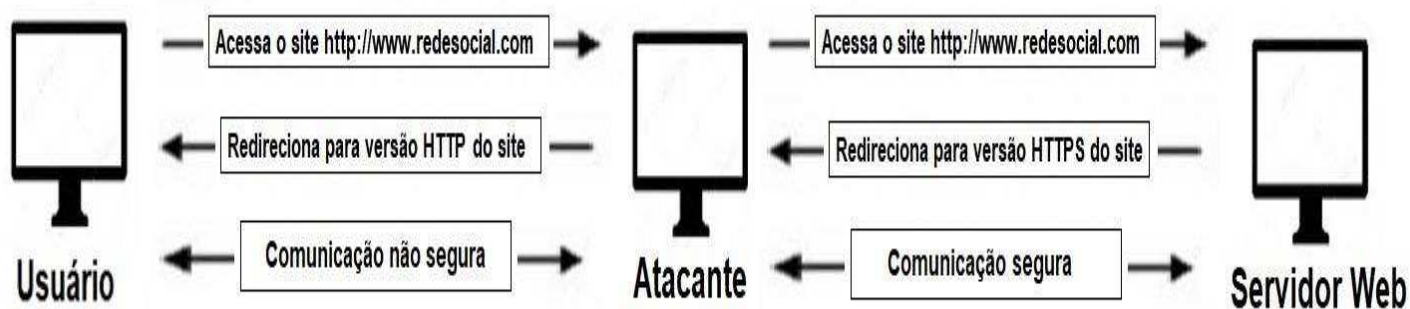 Acessa o site http://www.redesocial.com
Acessa o site http://www.redesocial.com
Redireciona para versão HTTP do site
Redireciona para versão HTTPS do site
Comunicação não segura
Comunicação segura
Usuário
Atacante
Servidor Web